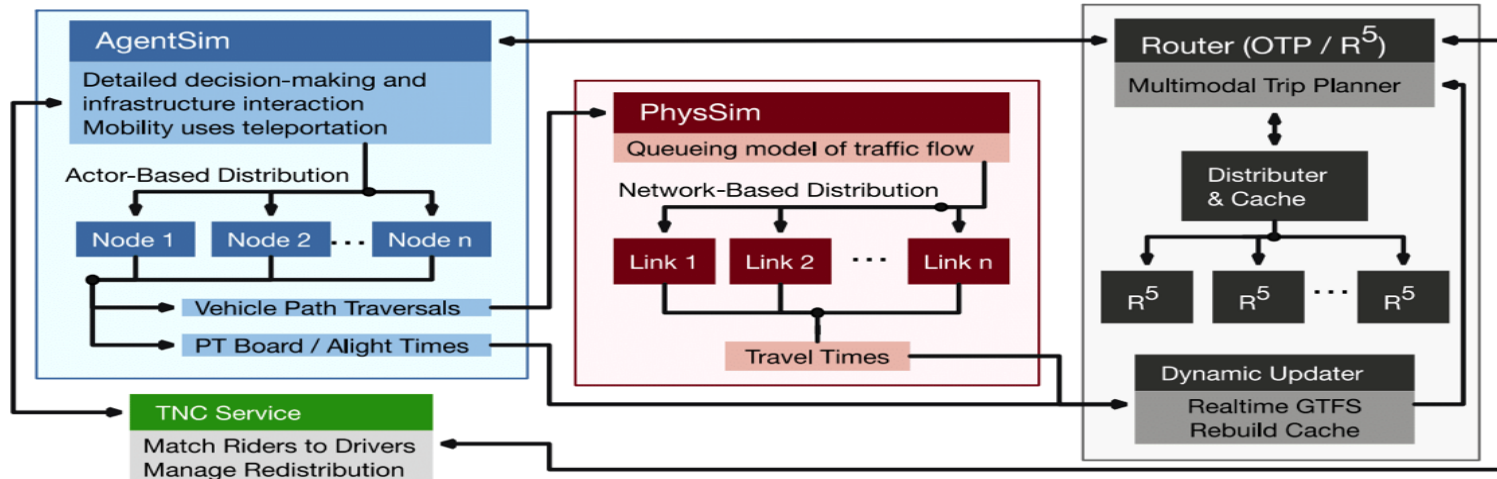 AgentSim
Detailed decision-making and
infrastructure interaction
Mobility uses teleportation
Actor-Based Distribution
Node 1
Node 2
...
Node n
Vehicle Path Traversals
PT Board / Alight Times
TNC Service
Match Riders to Drivers
Manage Redistribution
PhysSim
Queueing model of traffic flow
Network-Based Distribution
Link 1
Link 2
...
Link n
Travel Times
Router (OTP / R⁵)
Multimodal Trip Planner
Distributer
& Cache
R⁵
R⁵
...
R⁵
Dynamic Updater
Realtime GTFS
Rebuild Cache